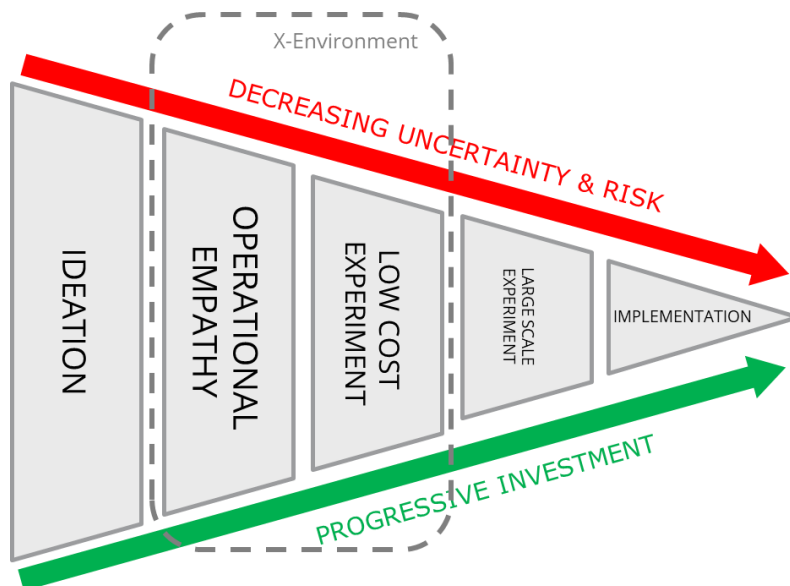 X-Environment
DECREASING UNCERTAINTY & RISK
IDEATION
OPERATIONAL
EMPATHY
LOW COST
EXPERIMENT
LARGE SCALE
EXPERIMENT
IMPLEMENTATION
PROGRESSIVE INVESTMENT